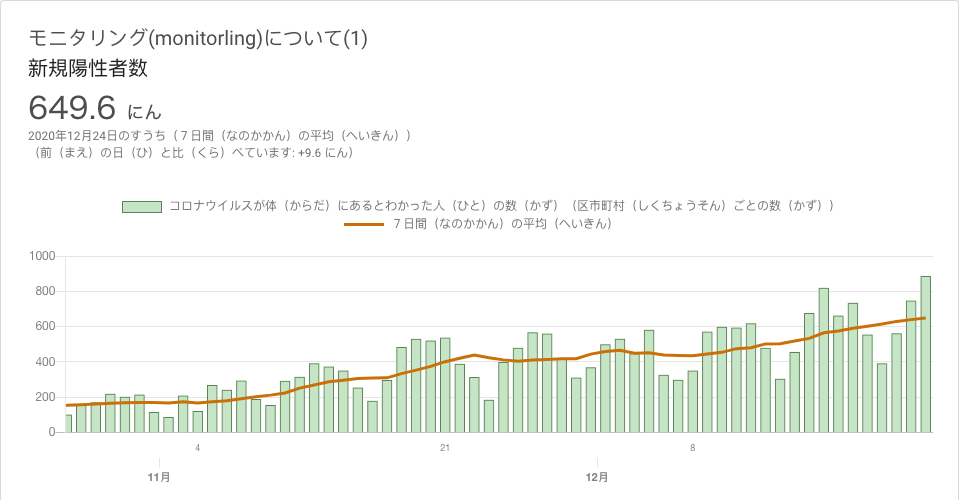 モニタリング(monitorling)について(1)
新規陽性者数
649.6 にん
2020年12月24日のすうち（７日間（なのかかん）の平均（へいきん））
（前（まえ）の日（ひ）と比（くら）べています: +9.6 にん）
コロナウイルスが体（からだ）にあるとわかった人（ひと）の数（かず）（区市町村（しくちょうそん）ごとの数（かず））
７日間（なのかかん）の平均（へいきん）
1000
800
600
400
200
0
4 21 8
11月 12月